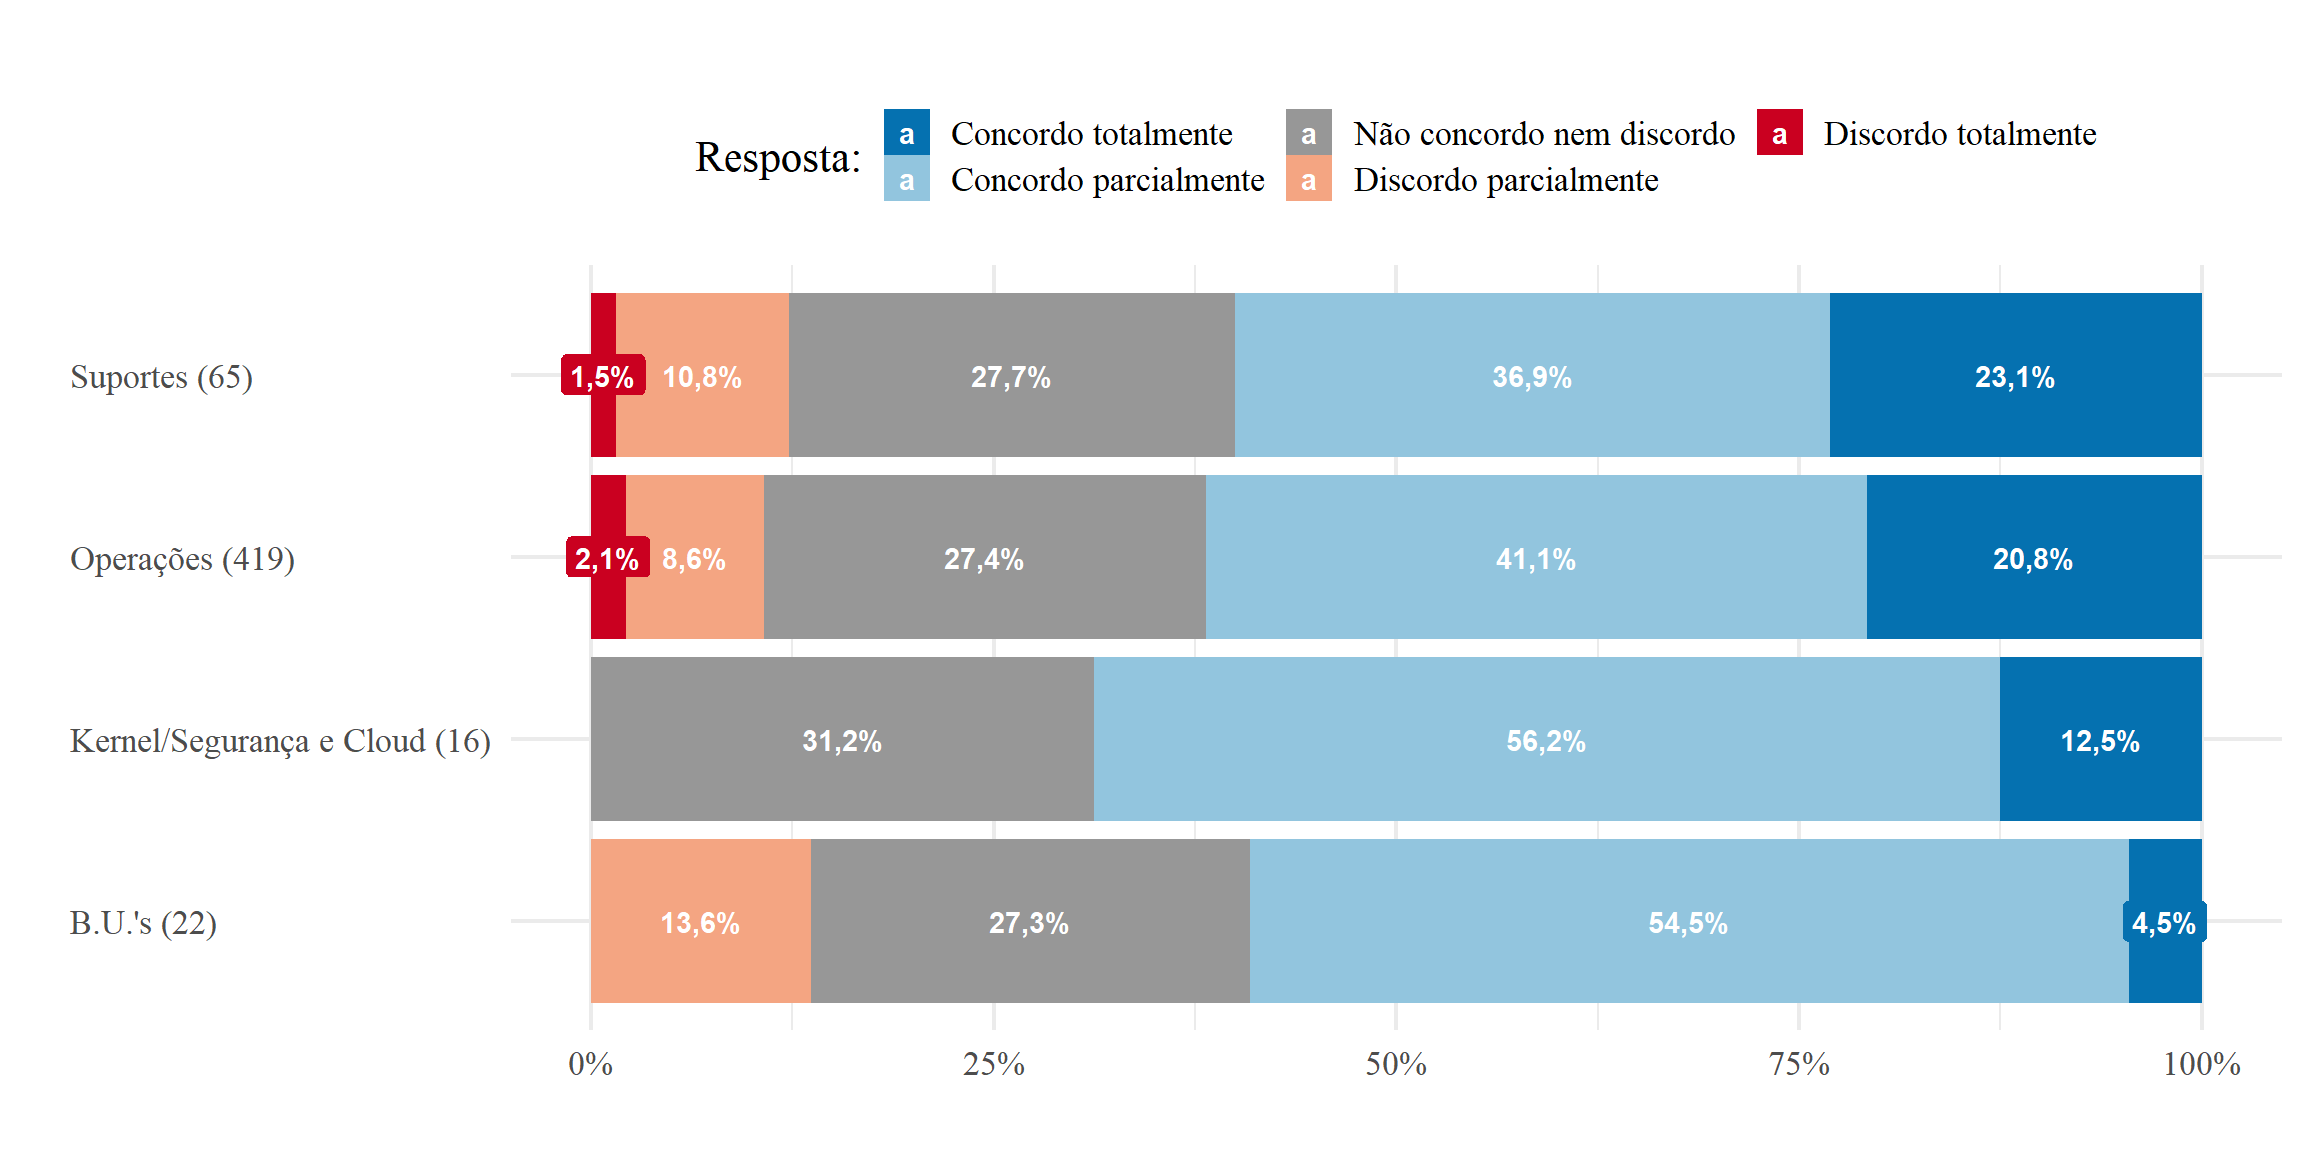 Resposta:
a Concordo totalmente
a Concordo parcialmente
a Não concordo nem discordo
a Discordo parcialmente
a Discordo totalmente
Suportes (65)
1,5% 10,8% 27,7% 36,9% 23,1%
Operações (419)
2,1% 8,6% 27,4% 41,1% 20,8%
Kernel/Segurança e Cloud (16)
31,2% 56,2% 12,5%
B.U.'s (22)
13,6% 27,3% 54,5% 4,5%
0% 25% 50% 75% 100%